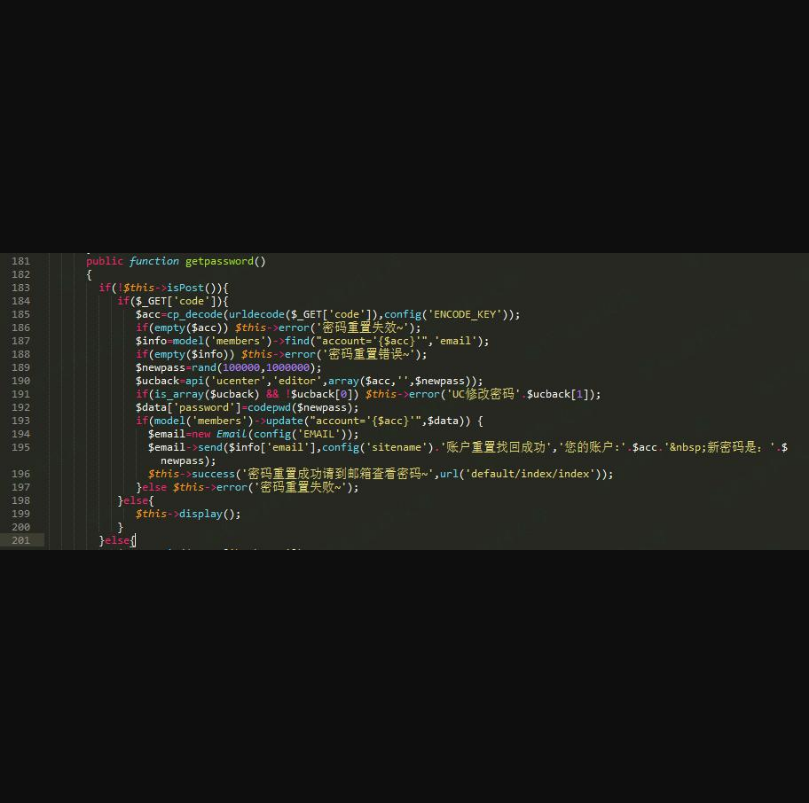 181 public function getpassword()
182 {
183 if(!$this->isPost()){
184 if($_GET['code']){
185 $acc=cp_decode(urldecode($_GET['code']),config('ENCODE_KEY'));
186 if(empty($acc)) $this->error('密码重置失效~');
187 $info=model('members')->find("account='{$acc}'",'email');
188 if(empty($info)) $this->error('密码重置错误~');
189 $newpass=rand(100000,1000000);
190 $ucback=api('ucenter','editor',array($acc,'',$newpass));
191 if(is_array($ucback) && !$ucback[0]) $this->error('UC修改密码'.$ucback[1]);
192 $data['password']=codepwd($newpass);
193 if(model('members')->update("account='{$acc}'",$data)) {
194 $email=new Email(config('EMAIL'));
195 $email->send($info['email'],config('sitename').'账户重置找回成功','您的账户:'.$acc.'&nbsp;新密码是：'.$
newpass);
196 $this->success('密码重置成功请到邮箱查看密码~',url('default/index/index'));
197 }else $this->error('密码重置失败~');
198 }else{
199 $this->display();
200 }
201 }else{